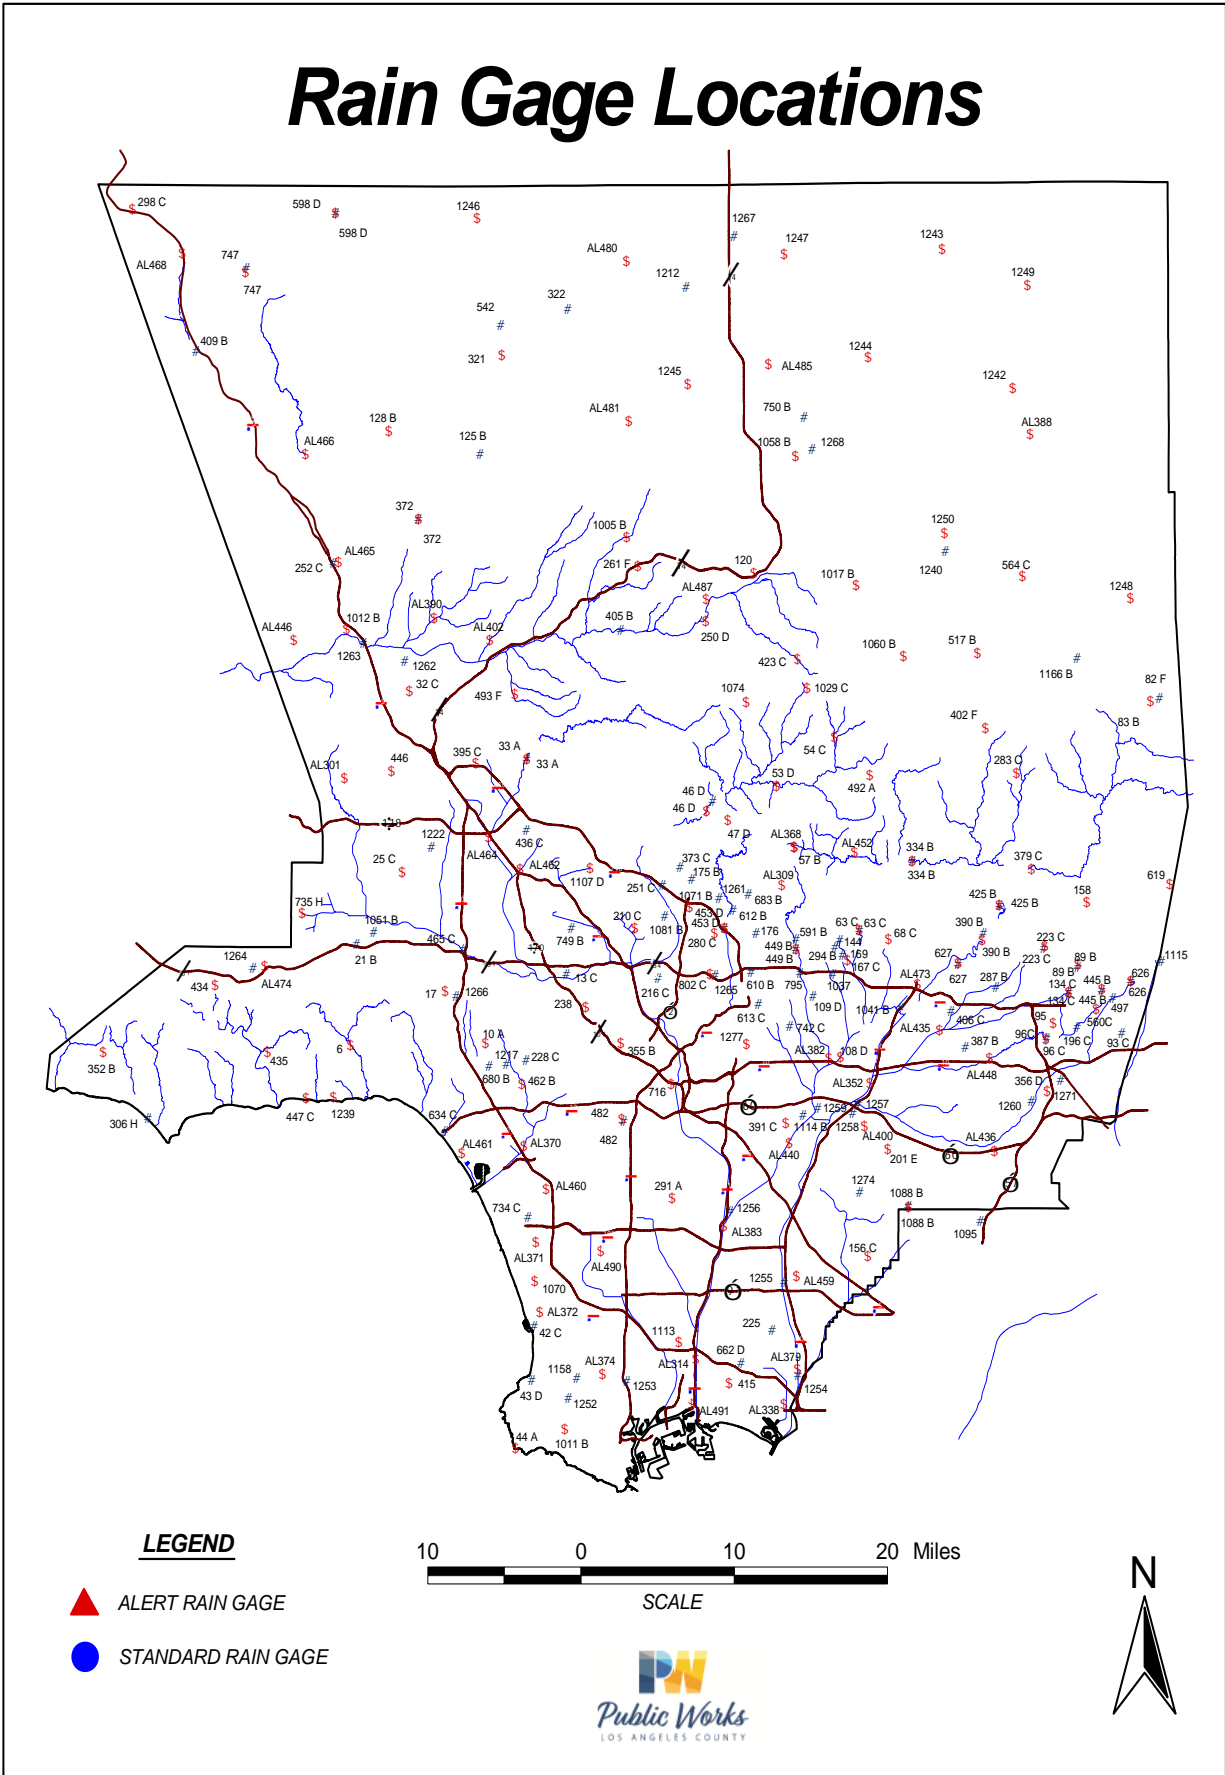 Rain Gage Locations
298 C
598 D
598 D
1246
1267
1247
1243
AL468
747
747
AL480
1212
1249
542
322
409 B
321
1245
AL485
1244
1242
AL481
750 B
AL388
128 B
AL466
125 B
1058 B
1268
372
372
1005 B
1250
1240
AL465
252 C
261 F
120
1017 B
564 C
1248
AL487
AL390
1012 B
AL446
AL402
405 B
250 D
1263
1262
423 C
1060 B
517 B
1166 B
32 C
493 F
1074
1029 C
82 F
402 F
83 B
54 C
33 A
33 A
395 C
446
AL301
53 D
492 A
283 C
46 D
46 D
47 D
1222
436 C
AL464
AL368
57 B
AL452
334 B
334 B
379 C
25 C
AL462
1107 D
373 C
175 B
251 C
AL309
1261
683 B
1071 B
619
158
735 H
1051 B
210 C
453 D
453 D
612 B
425 B
425 B
1081 B
280 C
176
591 B
63 C
63 C
68 C
390 B
390 B
465 C
749 B
21 B
449 B
449 B
144
294 B
169
167 C
223 C
223 C
1115
1264
AL474
434
13 C
216 C
802 C
1265
610 B
795
1037
AL473
627
627
287 B
89 B
89 B
134 C
134 C
445 B
445 B
626
626
497
17
1266
238
613 C
109 D
1041 B
406 C
95
560C
10 A
1277
742 C
AL435
96C
96 C
196 C
93 C
352 B
435
6
1217
228 C
680 B
462 B
355 B
AL382
108 D
387 B
AL448
356 D
716
AL352
1271
1260
306 H
447 C
1239
634 C
482
482
391 C
1259
1257
1114 B
1258
AL461
AL370
AL440
AL400
201 E
AL436
AL460
291 A
1274
1088 B
1088 B
734 C
1256
AL383
1095
AL371
AL490
156 C
1070
1255
AL459
AL372
42 C
225
1113
662 D
AL379
AL314
1158
AL374
43 D
1253
415
1254
1252
AL491
AL338
44 A
1011 B
LEGEND
ALERT RAIN GAGE
STANDARD RAIN GAGE
10 0 10 20 Miles
SCALE
N
PW
Public Works
LOS ANGELES COUNTY